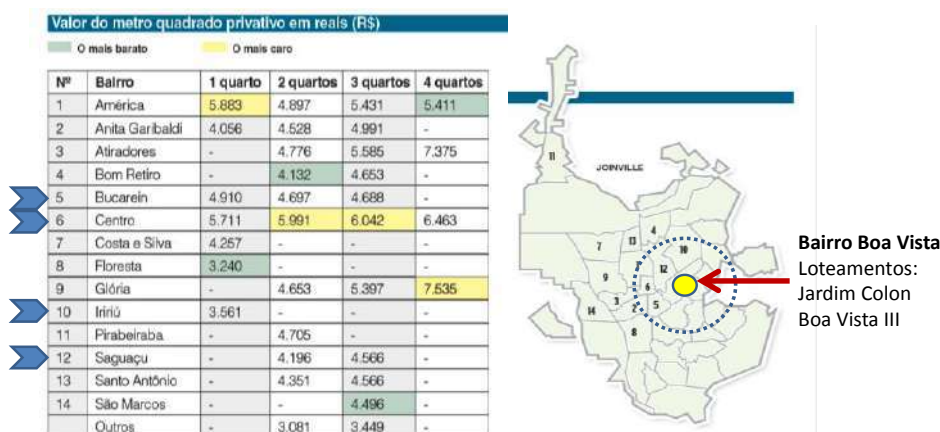 Valor do metro quadrado privativo em reais (R$)
O mais barato O mais caro
Nº Bairro 1 quarto 2 quartos 3 quartos 4 quartos
1 América 5.883 4.897 5.431 5.411
2 Anita Garibaldi 4.056 4.528 4.991 -
3 Atiradores - 4.776 5.585 7.375
4 Bom Retiro - 4.132 4.653 -
5 Bucarein 4.910 4.697 4.688 -
6 Centro 5.711 5.991 6.042 6.463
7 Costa e Silva 4.257 - - -
8 Floresta 3.240 - - -
9 Glória - 4.653 5.397 7.535
10 Iririú 3.561 - - -
11 Pirabeiraba - 4.705 - -
12 Saguaçu - 4.196 4.566 -
13 Santo Antônio - 4.351 4.566 -
14 São Marcos - - 4.496 -
Outros - 3.081 3.449 -
11
JOINVILLE
4
7 13 10
12
9 6
3 2 5
14
8
Bairro Boa Vista
Loteamentos:
Jardim Colon
Boa Vista III